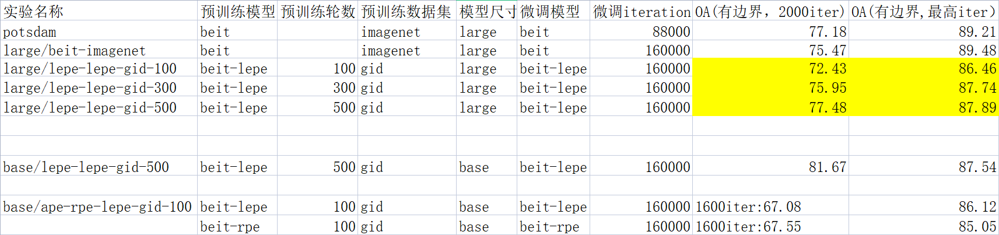 实验名称 预训练模型 预训练轮数 预训练数据集 模型尺寸 微调模型 微调iteration OA(有边界，2000iter) OA(有边界,最高iter）
potsdam beit imagenet large beit 88000 77.18 89.21
large/beit-imagenet beit imagenet large beit 160000 75.47 89.48
large/lepe-lepe-gid-100 beit-lepe 100 gid large beit-lepe 160000 72.43 86.46
large/lepe-lepe-gid-300 beit-lepe 300 gid large beit-lepe 160000 75.95 87.74
large/lepe-lepe-gid-500 beit-lepe 500 gid large beit-lepe 160000 77.48 87.89
base/lepe-lepe-gid-500 beit-lepe 500 gid base beit-lepe 160000 81.67 87.54
base/ape-rpe-lepe-gid-100 beit-lepe 100 gid base beit-lepe 160000 1600iter:67.08 86.12
beit-rpe 100 gid base beit-rpe 160000 1600iter:67.55 85.05